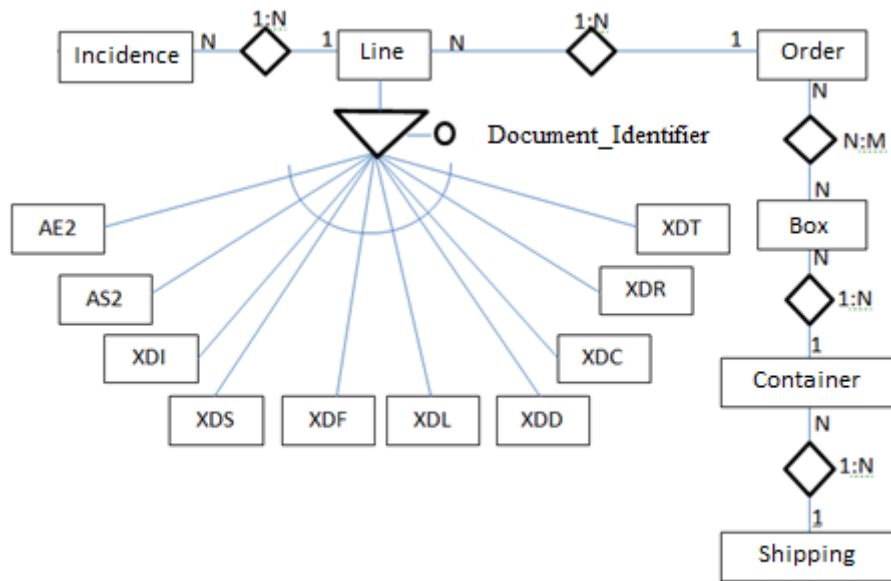 1:N
1:N
Incidence
N
1
Line
N
1
Order
N
O
Document_Identifier
N:M
N
AE2
XDT
Box
N
AS2
XDR
1:N
XDI
XDC
1
Container
XDS
XDF
XDL
XDD
N
1:N
1
Shipping